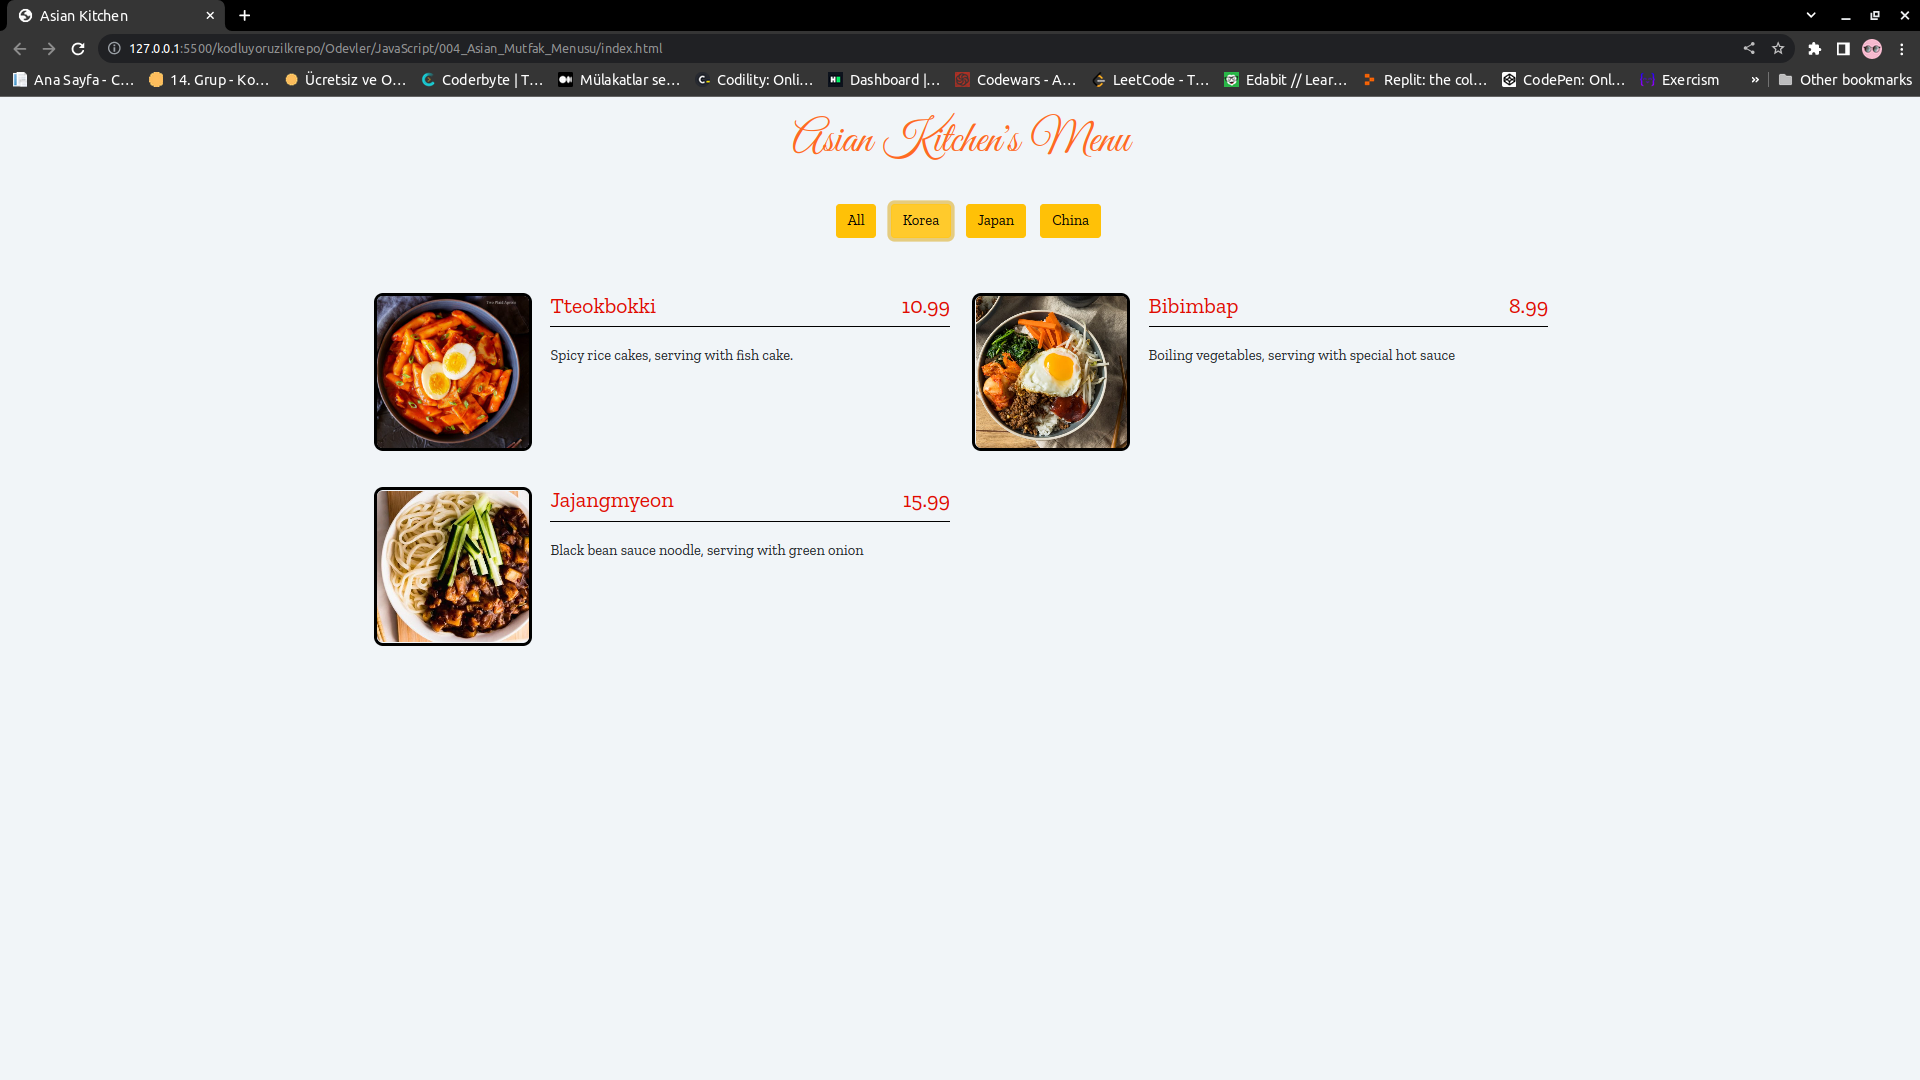 Asian Kitchen
127.0.0.1:5500/kodluyoruzilkrepo/Odevler/JavaScript/004_Asian_Mutfak_Menusu/index.html
Ana Sayfa - C... 14. Grup - Ko... Ücretsiz ve O... Coderbyte | T... Mülakatlar se... Codility: Onli... Dashboard |... Codewars - A... LeetCode - T... Edabit // Lear... Replit: the col... CodePen: Onl... Exercism » Other bookmarks
Asian Kitchen's Menu
All Korea Japan China
Tteokbokki 10.99
Spicy rice cakes, serving with fish cake.
Bibimbap 8.99
Boiling vegetables, serving with special hot sauce
Jajangmyeon 15.99
Black bean sauce noodle, serving with green onion